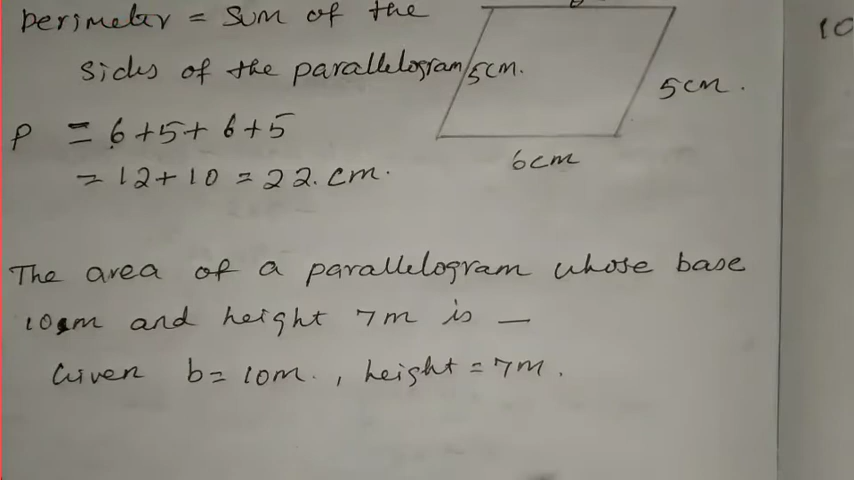 Perimeter = Sum of the
sides of the parallelogram
5cm.
5cm.
6cm
P = 6+5+6+5
= 12+10 = 22.cm.
The area of a parallelogram whose base
10m and height 7m is —
Given b=10m., height=7m.
10